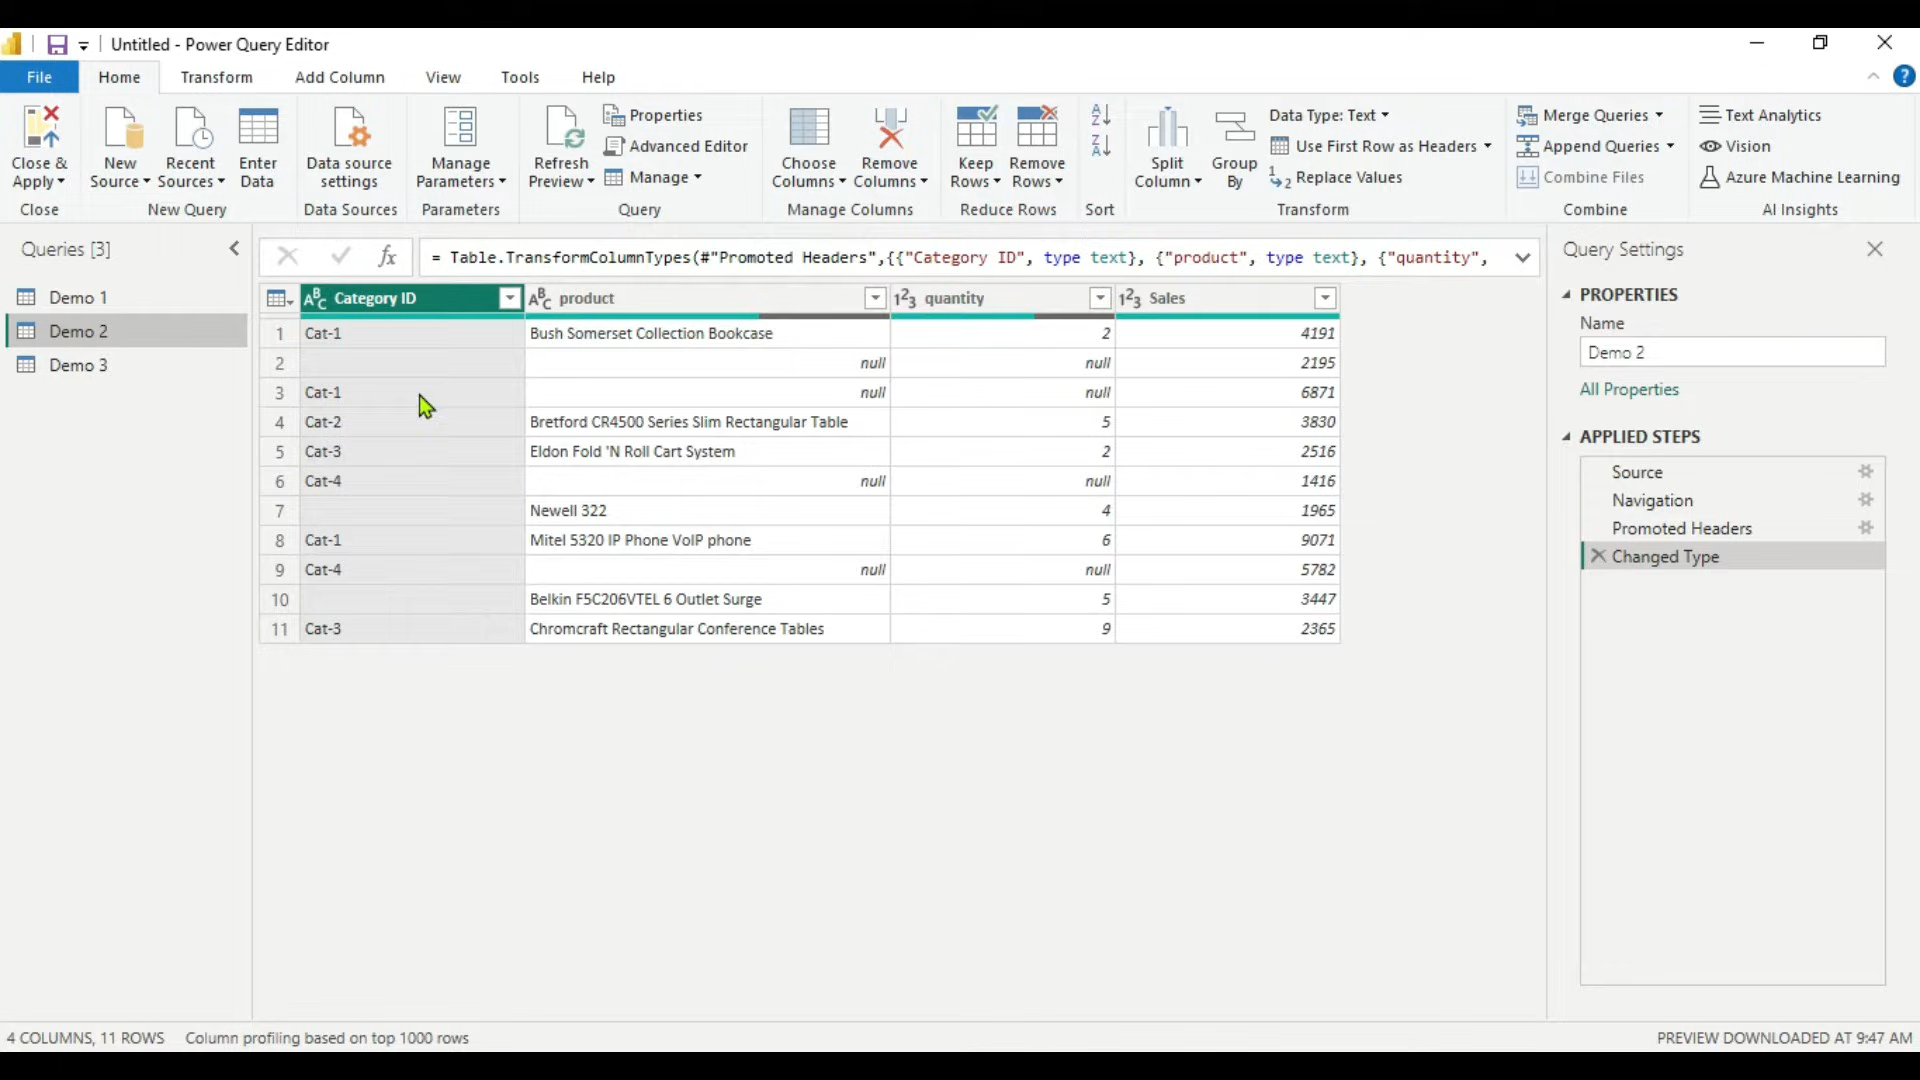 Untitled - Power Query Editor
File Home Transform Add Column View Tools Help
?
Close & Apply
Close
New Source
Recent Sources
Enter Data
New Query
Data source settings
Data Sources
Manage Parameters
Parameters
Refresh Preview
Properties
Advanced Editor
Manage
Query
Choose Columns
Remove Columns
Manage Columns
Keep Rows
Remove Rows
Reduce Rows
Sort
Split Column
Group By
Data Type: Text
Use First Row as Headers
Replace Values
Transform
Merge Queries
Append Queries
Combine Files
Combine
Text Analytics
Vision
Azure Machine Learning
AI Insights
Queries [3]
Demo 1
Demo 2
Demo 3
fx = Table.TransformColumnTypes(#"Promoted Headers",{{"Category ID", type text}, {"product", type text}, {"quantity",
ABC Category ID ABC product 123 quantity 123 Sales
1 Cat-1 Bush Somerset Collection Bookcase 2 4191
2 null null 2195
3 Cat-1 null null 6871
4 Cat-2 Bretford CR4500 Series Slim Rectangular Table 5 3830
5 Cat-3 Eldon Fold 'N Roll Cart System 2 2516
6 Cat-4 null null 1416
7 Newell 322 4 1965
8 Cat-1 Mitel 5320 IP Phone VoIP phone 6 9071
9 Cat-4 null null 5782
10 Belkin F5C206VTEL 6 Outlet Surge 5 3447
11 Cat-3 Chromcraft Rectangular Conference Tables 9 2365
Query Settings
PROPERTIES
Name
Demo 2
All Properties
APPLIED STEPS
Source
Navigation
Promoted Headers
Changed Type
4 COLUMNS, 11 ROWS Column profiling based on top 1000 rows
PREVIEW DOWNLOADED AT 9:47 AM